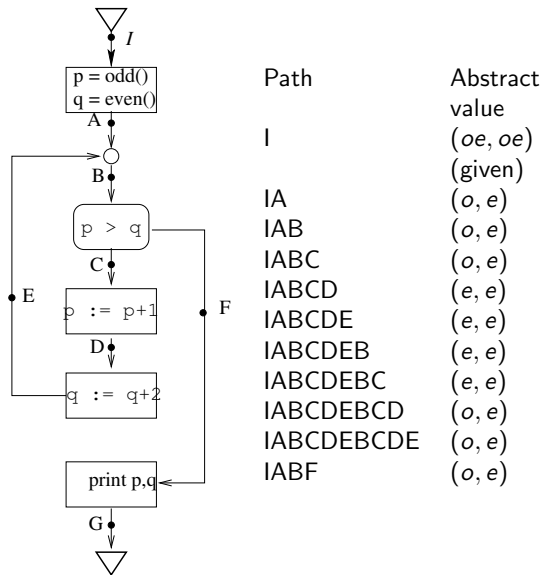 I
p = odd()
q = even()
A
B
p > q
C
E
F
p := p+1
D
q := q+2
print p,q
G
Path Abstract value
I (oe, oe) (given)
IA (o, e)
IAB (o, e)
IABC (o, e)
IABCD (e, e)
IABCDE (e, e)
IABCDEB (e, e)
IABCDEBC (e, e)
IABCDEBCD (o, e)
IABCDEBCDE (o, e)
IABF (o, e)